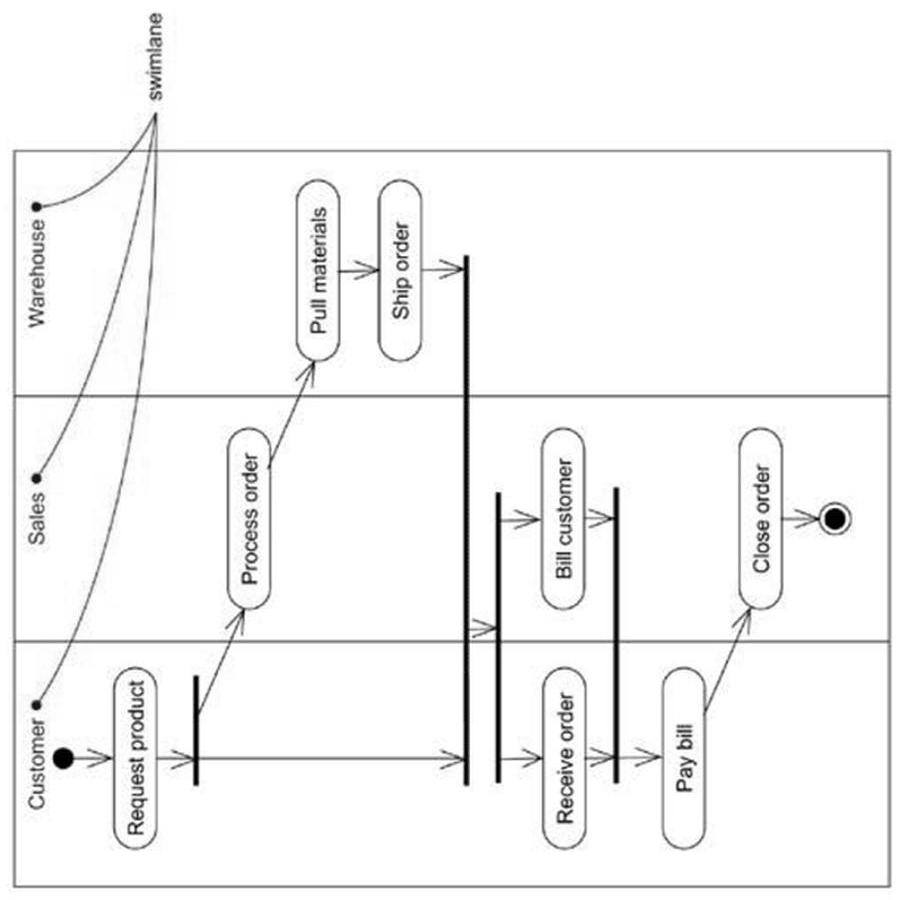 swimlane
Customer
Sales
Warehouse
Request product
Process order
Pull materials
Ship order
Receive order
Bill customer
Pay bill
Close order